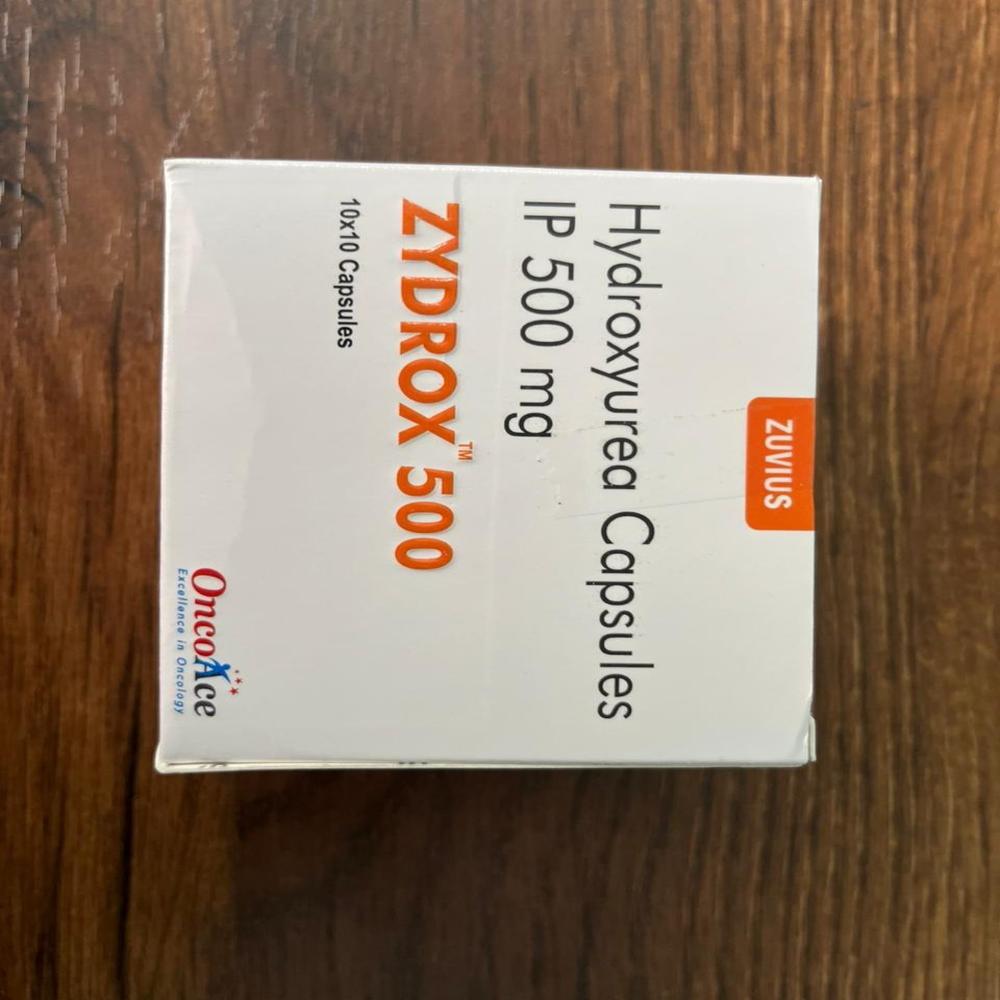 ZUVIUS
Hydroxyurea Capsules
IP 500 mg
ZYDROX™ 500
10x10 Capsules
OncoAce
Excellence in Oncology